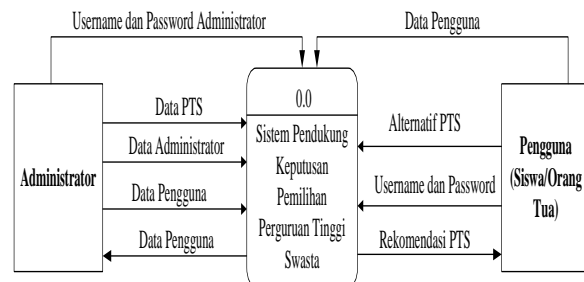 Username dan Password Administrator
Data Pengguna
0.0
Sistem Pendukung
Keputusan
Pemilihan
Perguruan Tinggi
Swasta
Administrator
Data PTS
Data Administrator
Data Pengguna
Data Pengguna
Alternatif PTS
Username dan Password
Rekomendasi PTS
Pengguna
(Siswa/Orang
Tua)